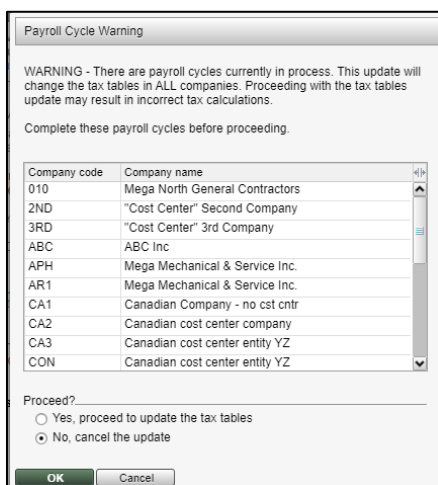 Payroll Cycle Warning
WARNING - There are payroll cycles currently in process. This update will
change the tax tables in ALL companies. Proceeding with the tax tables
update may result in incorrect tax calculations.
Complete these payroll cycles before proceeding.
Company code Company name
010 Mega North General Contractors
2ND "Cost Center" Second Company
3RD "Cost Center" 3rd Company
ABC ABC Inc
APH Mega Mechanical & Service Inc.
AR1 Mega Mechanical & Service Inc.
CA1 Canadian Company - no cst cntr
CA2 Canadian cost center company
CA3 Canadian cost center entity YZ
CON Canadian cost center entity YZ
Proceed?
Yes, proceed to update the tax tables
No, cancel the update
OK Cancel